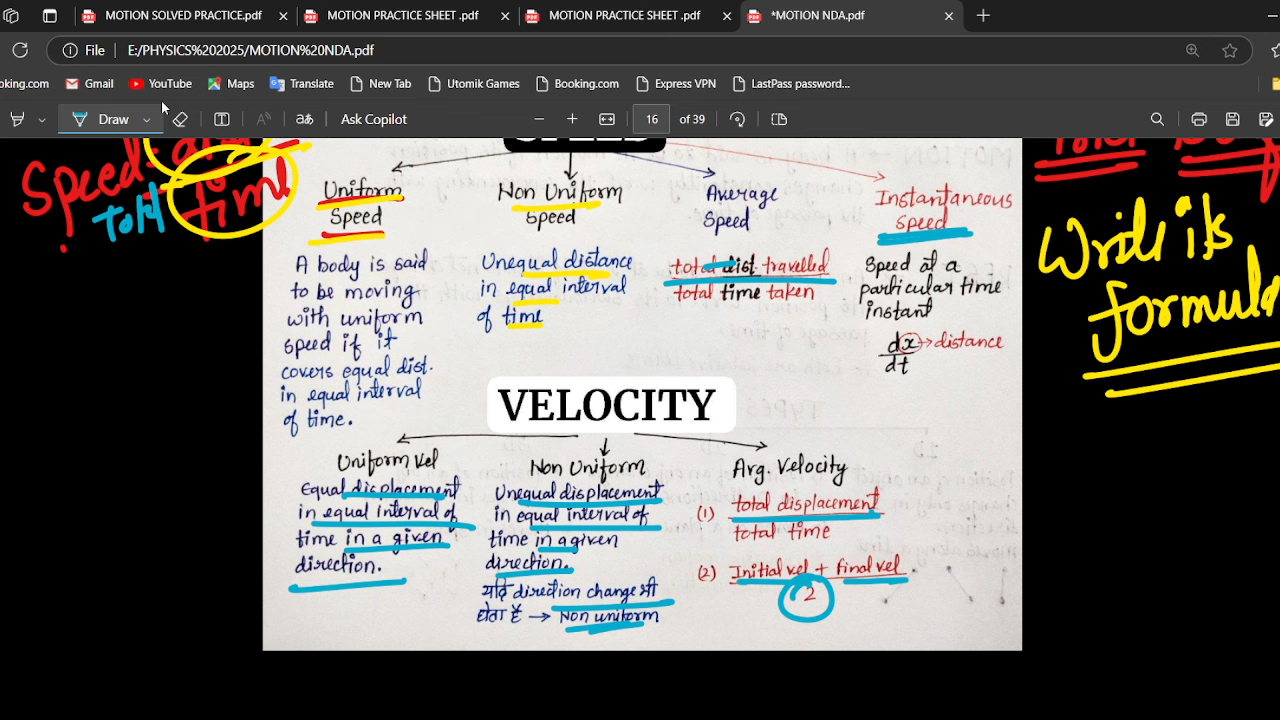 MOTION SOLVED PRACTICE.pdf
MOTION PRACTICE SHEET .pdf
MOTION PRACTICE SHEET .pdf
*MOTION NDA.pdf
File
E:/PHYSICS%202025/MOTION%20NDA.pdf
oking.com
Gmail
YouTube
Maps
Translate
New Tab
Utomik Games
Booking.com
Express VPN
LastPass password...
Draw
Ask Copilot
16 of 39
Speed:
Total time
Uniform
Speed
A body is said
to be moving
with uniform
speed if it
covers equal dist.
in equal interval
of time.
Non Uniform
Speed
Unequal distance
in equal interval
of time
Average
Speed
total dist travelled
total time taken
Instantaneous
speed
Speed at a
particular time
instant
dx → distance
dt
Write its
formula
VELOCITY
Uniform Vel
Equal displacement
in equal interval of
time in a given
direction.
Non Uniform
Unequal displacement
in equal interval of
time in a given
direction.
यदि direction change भी
होता है → Non uniform
Avg. Velocity
(1) total displacement
total time
(2) Initial vel + final vel
2